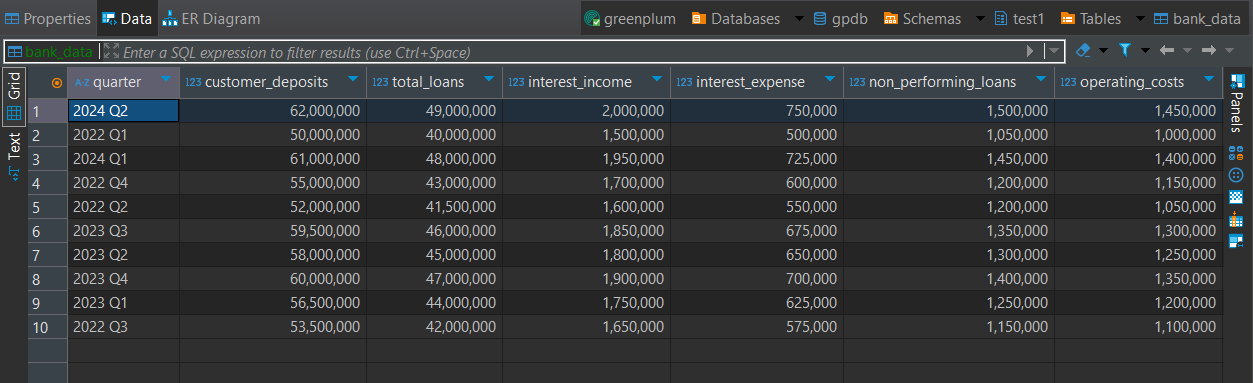 Properties Data ER Diagram greenplum Databases gpdb Schemas test1 Tables bank_data
bank_data Enter a SQL expression to filter results (use Ctrl+Space)
Grid
Text
A-Z quarter 123 customer_deposits 123 total_loans 123 interest_income 123 interest_expense 123 non_performing_loans 123 operating_costs
1 2024 Q2 62,000,000 49,000,000 2,000,000 750,000 1,500,000 1,450,000
2 2022 Q1 50,000,000 40,000,000 1,500,000 500,000 1,050,000 1,000,000
3 2024 Q1 61,000,000 48,000,000 1,950,000 725,000 1,450,000 1,400,000
4 2022 Q4 55,000,000 43,000,000 1,700,000 600,000 1,200,000 1,150,000
5 2022 Q2 52,000,000 41,500,000 1,600,000 550,000 1,200,000 1,050,000
6 2023 Q3 59,500,000 46,000,000 1,850,000 675,000 1,350,000 1,300,000
7 2023 Q2 58,000,000 45,000,000 1,800,000 650,000 1,300,000 1,250,000
8 2023 Q4 60,000,000 47,000,000 1,900,000 700,000 1,400,000 1,350,000
9 2023 Q1 56,500,000 44,000,000 1,750,000 625,000 1,250,000 1,200,000
10 2022 Q3 53,500,000 42,000,000 1,650,000 575,000 1,150,000 1,100,000
Panels